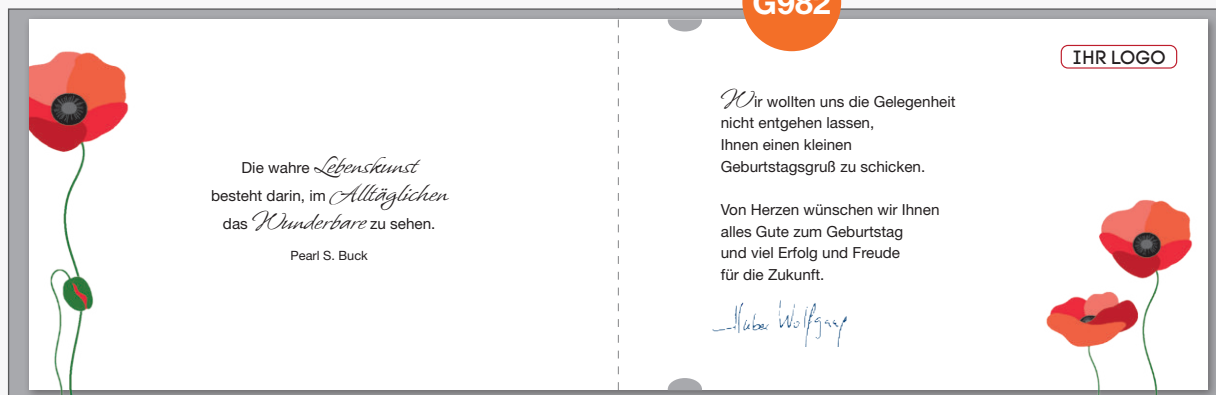 G982
Die wahre Lebenskunst
besteht darin, im Alltäglichen
das Wunderbare zu sehen.
Pearl S. Buck
IHR LOGO
Wir wollten uns die Gelegenheit
nicht entgehen lassen,
Ihnen einen kleinen
Geburtstagsgruß zu schicken.
Von Herzen wünschen wir Ihnen
alles Gute zum Geburtstag
und viel Erfolg und Freude
für die Zukunft.
Huber Wolfgang